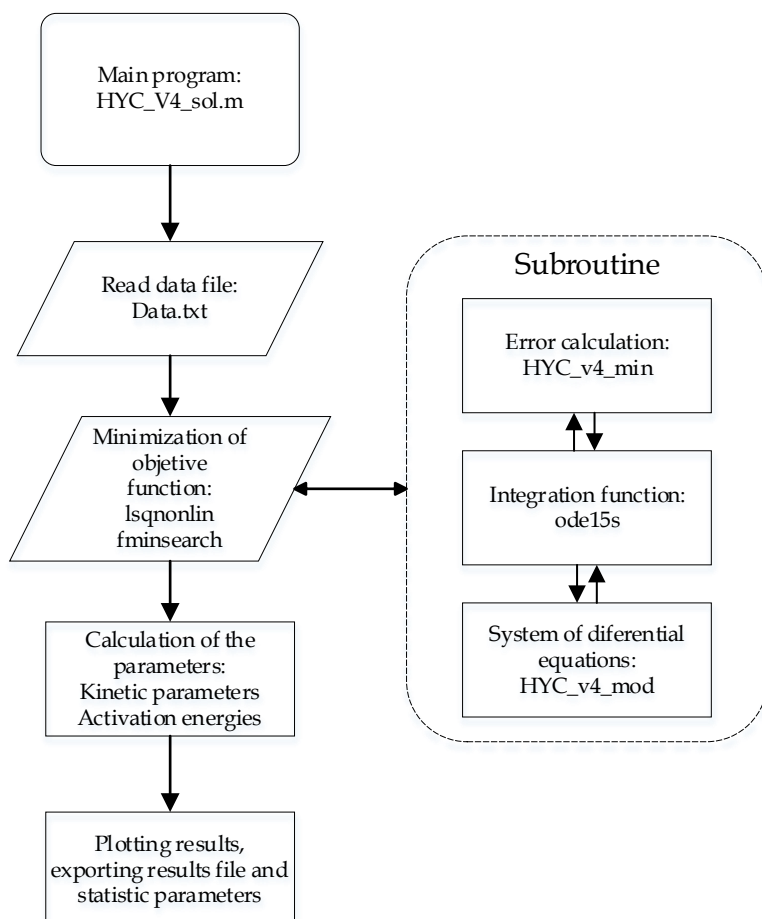 Main program:
HYC_V4_sol.m
Read data file:
Data.txt
Minimization of
objetive
function:
lsqnonlin
fminsearch
Calculation of the
parameters:
Kinetic parameters
Activation energies
Plotting results,
exporting results file and
statistic parameters
Subroutine
Error calculation:
HYC_v4_min
Integration function:
ode15s
System of diferential
equations:
HYC_v4_mod